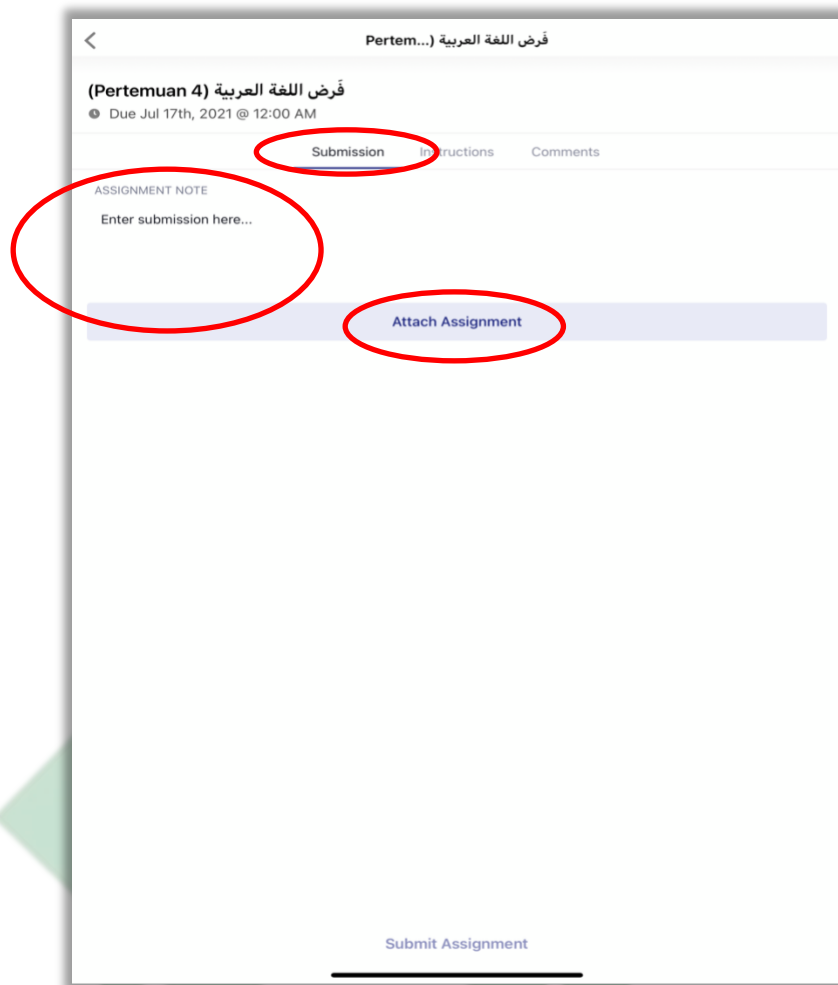 فَرض اللغة العربية (...Pertem
فَرض اللغة العربية (Pertemuan 4)
Due Jul 17th, 2021 @ 12:00 AM
Submission Instructions Comments
ASSIGNMENT NOTE
Enter submission here...
Attach Assignment
Submit Assignment